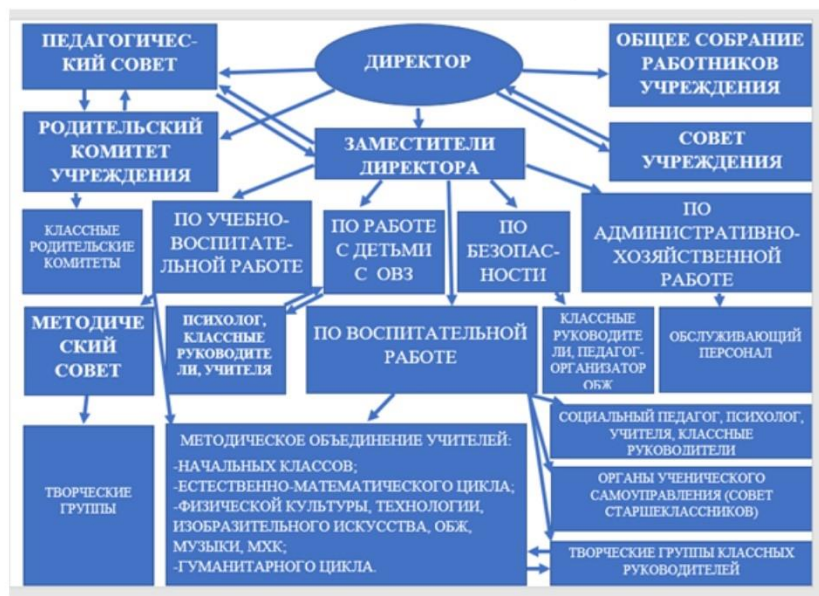 ПЕДАГОГИЧЕС-
КИЙ СОВЕТ
ДИРЕКТОР
ОБЩЕЕ СОБРАНИЕ
РАБОТНИКОВ
УЧРЕЖДЕНИЯ
РОДИТЕЛЬСКИЙ
КОМИТЕТ
УЧРЕЖДЕНИЯ
ЗАМЕСТИТЕЛИ
ДИРЕКТОРА
СОВЕТ
УЧРЕЖДЕНИЯ
КЛАССНЫЕ
РОДИТЕЛЬСКИЕ
КОМИТЕТЫ
ПО УЧЕБНО-
ВОСПИТАТЕ-
ЛЬНОЙ РАБОТЕ
ПО РАБОТЕ
С ДЕТЬМИ
С ОВЗ
ПО
БЕЗОПАС-
НОСТИ
ПО
АДМИНИСТРАТИВНО-
ХОЗЯЙСТВЕННОЙ
РАБОТЕ
МЕТОДИЧЕ
СКИЙ
СОВЕТ
ПСИХОЛОГ,
КЛАССНЫЕ
РУКОВОДИТЕ
ЛИ, УЧИТЕЛЯ
ПО ВОСПИТАТЕЛЬНОЙ
РАБОТЕ
КЛАССНЫЕ
РУКОВОДИТЕ
ЛИ, ПЕДАГОГ-
ОРГАНИЗАТОР
ОБЖ
ОБСЛУЖИВАЮЩИЙ
ПЕРСОНАЛ
ТВОРЧЕСКИЕ
ГРУППЫ
МЕТОДИЧЕСКОЕ ОБЪЕДИНЕНИЕ УЧИТЕЛЕЙ:
-НАЧАЛЬНЫХ КЛАССОВ;
-ЕСТЕСТВЕННО-МАТЕМАТИЧЕСКОГО ЦИКЛА;
-ФИЗИЧЕСКОЙ КУЛЬТУРЫ, ТЕХНОЛОГИИ,
ИЗОБРАЗИТЕЛЬНОГО ИСКУССТВА, ОБЖ,
МУЗЫКИ, МХК;
-ГУМАНИТАРНОГО ЦИКЛА.
СОЦИАЛЬНЫЙ ПЕДАГОГ, ПСИХОЛОГ,
УЧИТЕЛЯ, КЛАССНЫЕ
РУКОВОДИТЕЛИ
ОРГАНЫ УЧЕНИЧЕСКОГО
САМОУПРАВЛЕНИЯ (СОВЕТ
СТАРШЕКЛАССНИКОВ)
ТВОРЧЕСКИЕ ГРУППЫ КЛАССНЫХ
РУКОВОДИТЕЛЕЙ